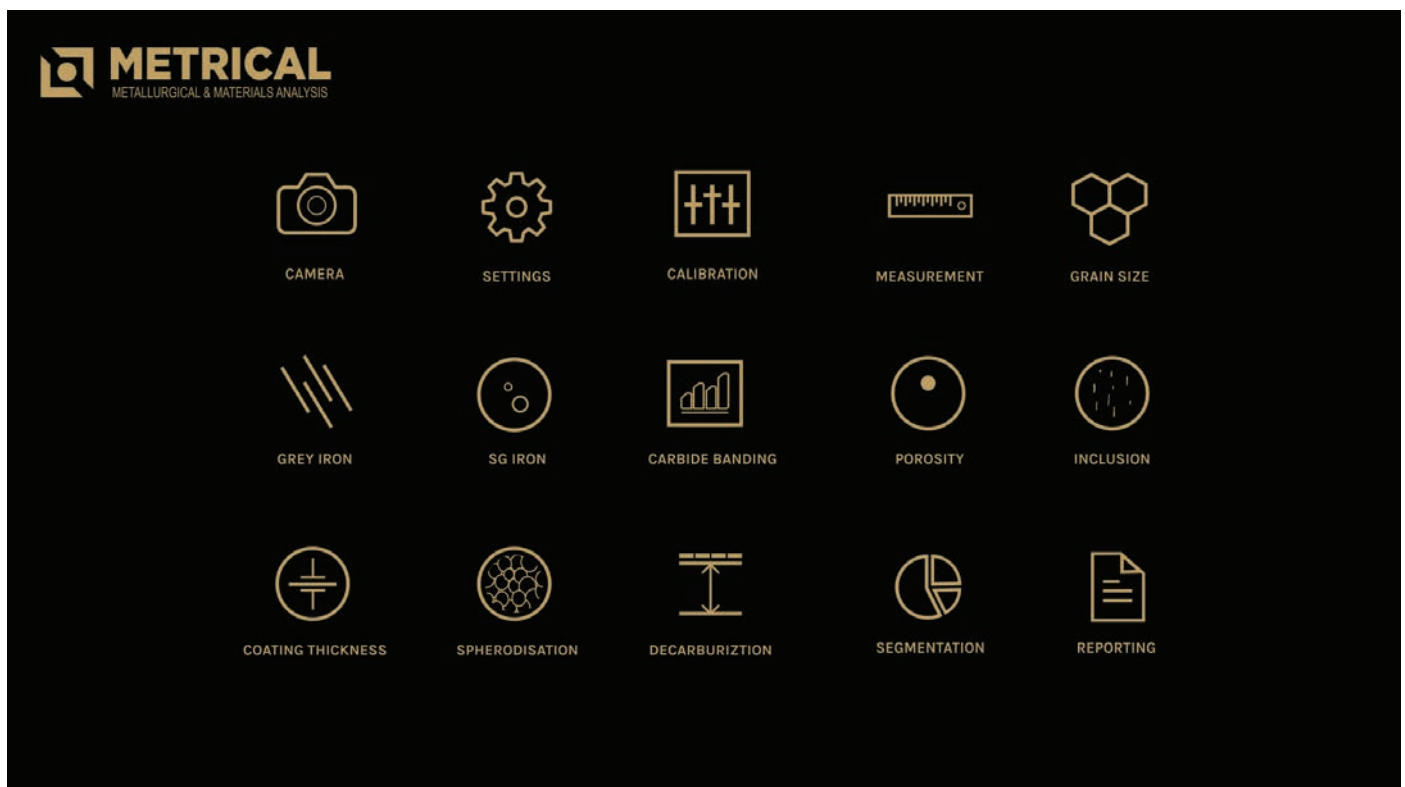 METRICAL
METALLURGICAL & MATERIALS ANALYSIS
CAMERA
SETTINGS
CALIBRATION
MEASUREMENT
GRAIN SIZE
GREY IRON
SG IRON
CARBIDE BANDING
POROSITY
INCLUSION
COATING THICKNESS
SPHERODISATION
DECARBURIZTION
SEGMENTATION
REPORTING